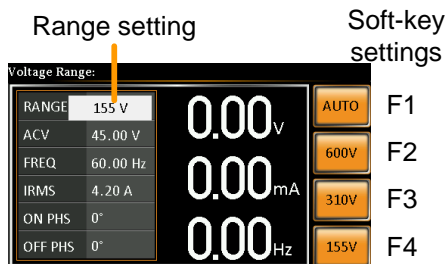 Range setting
Soft-key
settings
Voltage Range:
RANGE 155 V
ACV 45.00 V
FREQ 60.00 Hz
IRMS 4.20 A
ON PHS 0°
OFF PHS 0°
0.00V
0.00mA
0.00Hz
AUTO F1
600V F2
310V F3
155V F4